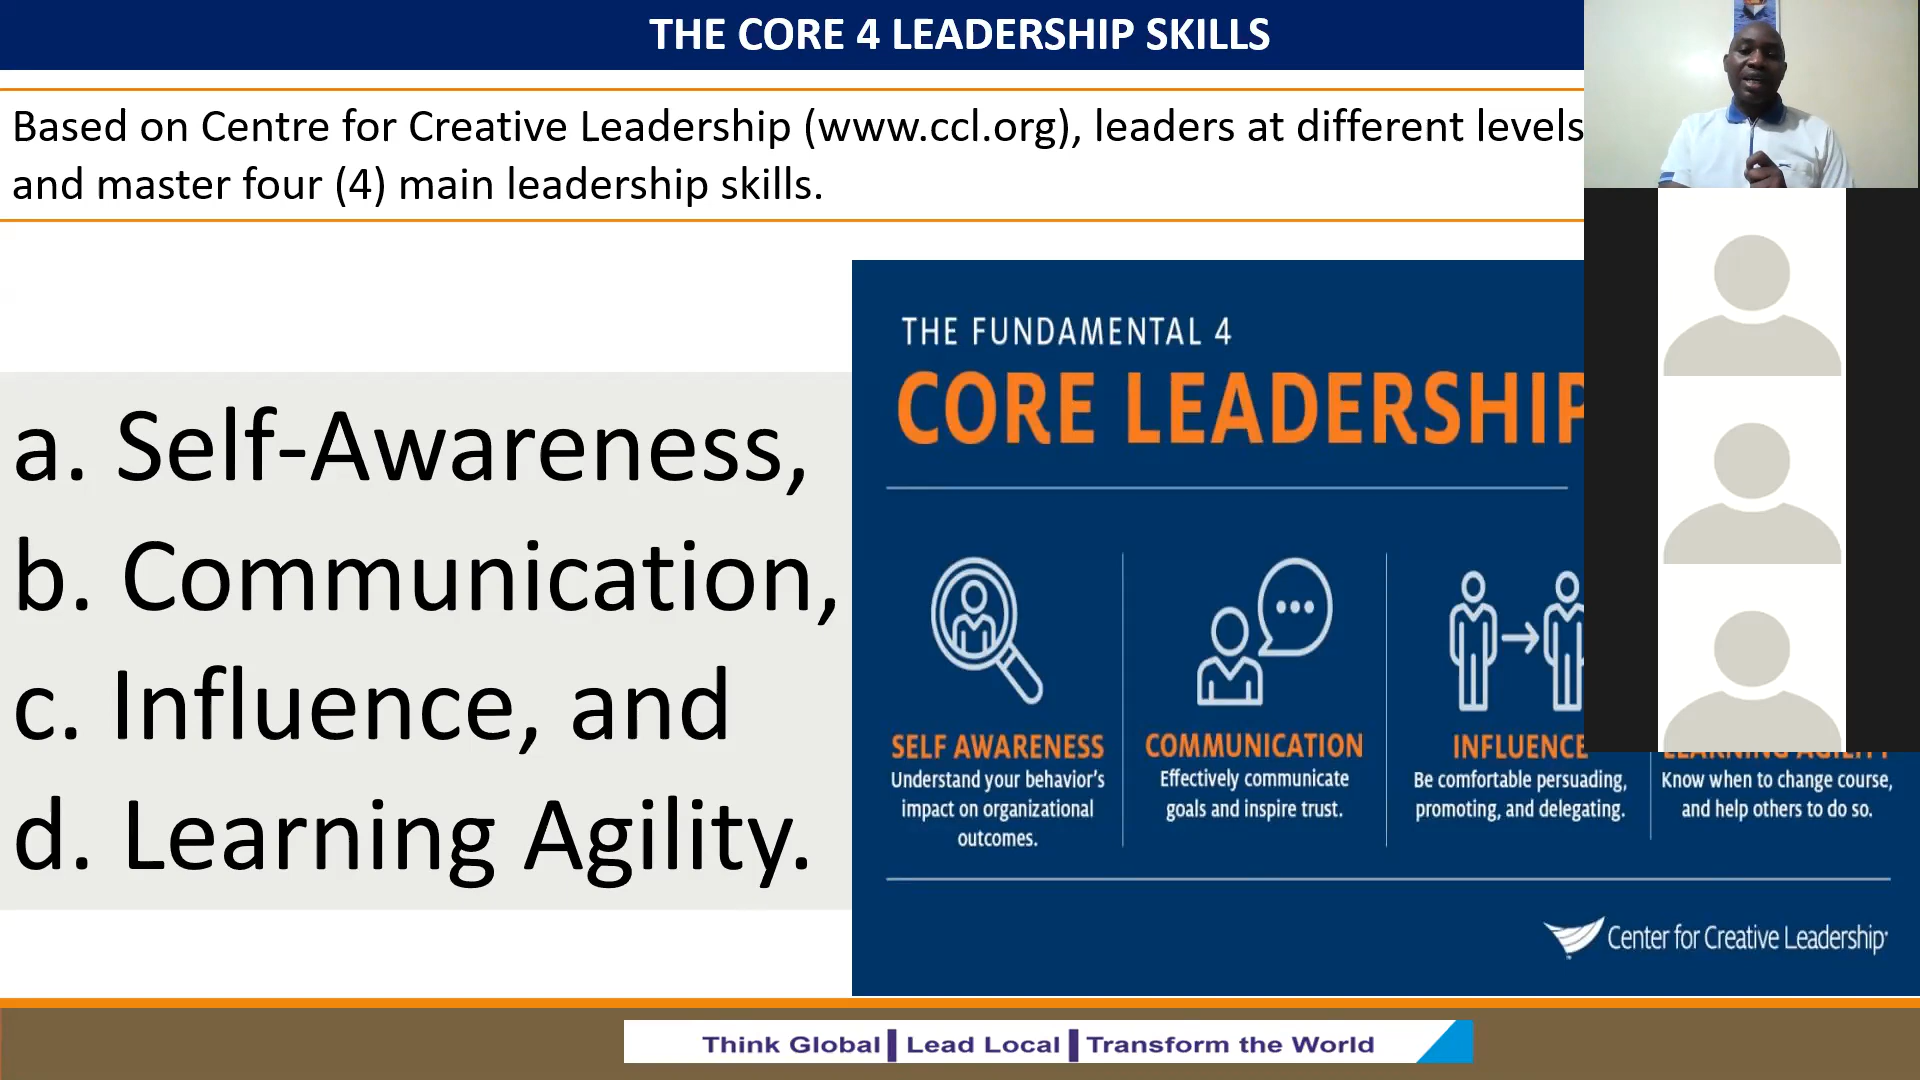 THE CORE 4 LEADERSHIP SKILLS
Based on Centre for Creative Leadership (www.ccl.org), leaders at different levels
and master four (4) main leadership skills.
a. Self-Awareness,
b. Communication,
c. Influence, and
d. Learning Agility.
THE FUNDAMENTAL 4
CORE LEADERSHIP
SELF AWARENESS
Understand your behavior's
impact on organizational
outcomes.
COMMUNICATION
Effectively communicate
goals and inspire trust.
INFLUENCE
Be comfortable persuading,
promoting, and delegating.
LEARNING AGILITY
Know when to change course,
and help others to do so.
Center for Creative Leadership
Think Global | Lead Local | Transform the World